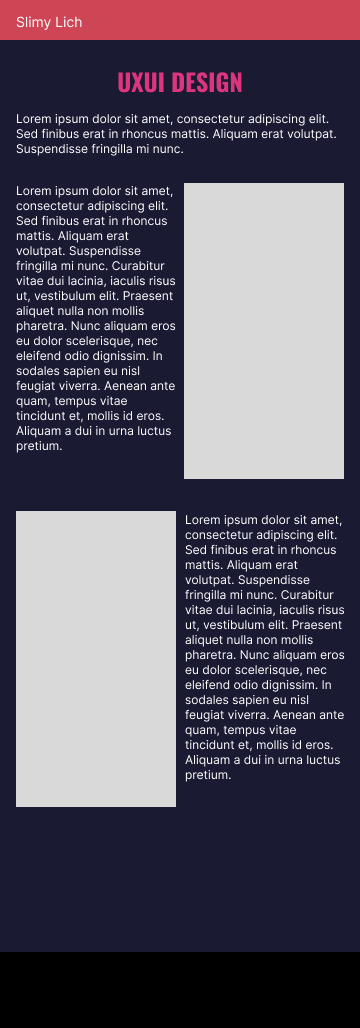 Slimy Lich
UXUI DESIGN
Lorem ipsum dolor sit amet, consectetur adipiscing elit.
Sed finibus erat in rhoncus mattis. Aliquam erat volutpat.
Suspendisse fringilla mi nunc.
Lorem ipsum dolor sit amet,
consectetur adipiscing elit.
Sed finibus erat in rhoncus
mattis. Aliquam erat
volutpat. Suspendisse
fringilla mi nunc. Curabitur
vitae dui lacinia, iaculis risus
ut, vestibulum elit. Praesent
aliquet nulla non mollis
pharetra. Nunc aliquam eros
eu dolor scelerisque, nec
eleifend odio dignissim. In
sodales sapien eu nisl
feugiat viverra. Aenean ante
quam, tempus vitae
tincidunt et, mollis id eros.
Aliquam a dui in urna luctus
pretium.
Lorem ipsum dolor sit amet,
consectetur adipiscing elit.
Sed finibus erat in rhoncus
mattis. Aliquam erat
volutpat. Suspendisse
fringilla mi nunc. Curabitur
vitae dui lacinia, iaculis risus
ut, vestibulum elit. Praesent
aliquet nulla non mollis
pharetra. Nunc aliquam eros
eu dolor scelerisque, nec
eleifend odio dignissim. In
sodales sapien eu nisl
feugiat viverra. Aenean ante
quam, tempus vitae
tincidunt et, mollis id eros.
Aliquam a dui in urna luctus
pretium.